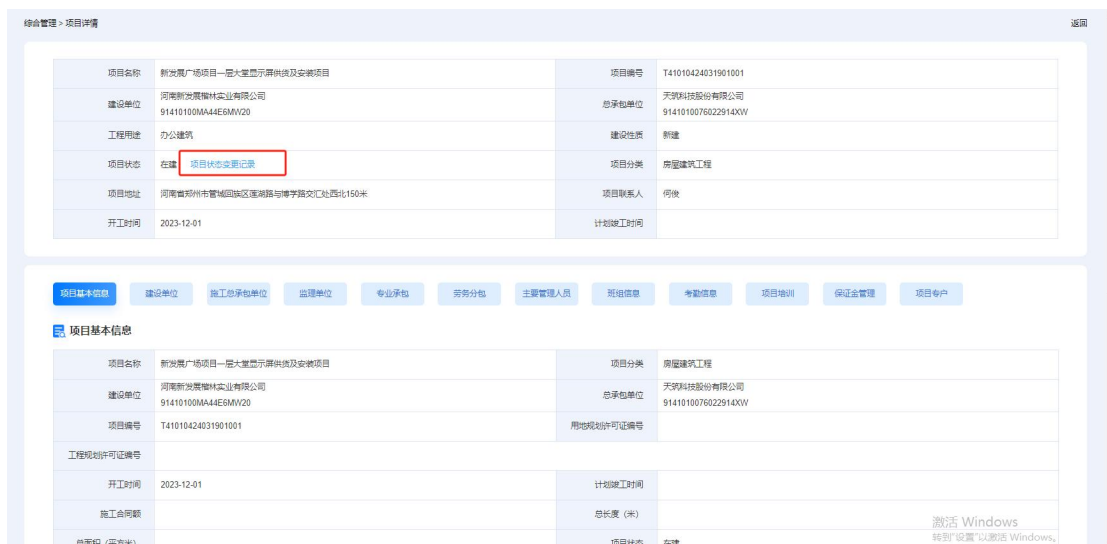 综合管理 > 项目详情 返回
项目名称 新发展广场项目一层大堂显示屏供货及安装项目 项目编号 T41010424031901001
建设单位 河南新发展楷林实业有限公司 总承包单位 天筑科技股份有限公司
91410100MA44E6MW20 9141010076022914XW
工程用途 办公建筑 建设性质 新建
项目状态 在建 项目状态变更记录 项目分类 房屋建筑工程
项目地址 河南省郑州市管城回族区莲湖路与博学路交汇处西北150米 项目联系人 何俊
开工时间 2023-12-01 计划竣工时间
项目基本信息 建设单位 施工总承包单位 监理单位 专业承包 劳务分包 主要管理人员 班组信息 考勤信息 项目培训 保证金管理 项目专户
项目基本信息
项目名称 新发展广场项目一层大堂显示屏供货及安装项目 项目分类 房屋建筑工程
建设单位 河南新发展楷林实业有限公司 总承包单位 天筑科技股份有限公司
91410100MA44E6MW20 9141010076022914XW
项目编号 T41010424031901001 用地规划许可证编号
工程规划许可证编号
开工时间 2023-12-01 计划竣工时间
施工合同额 总长度（米）
激活 Windows
总面积（平方米） 项目状态 在建
转到"设置"以激活 Windows。